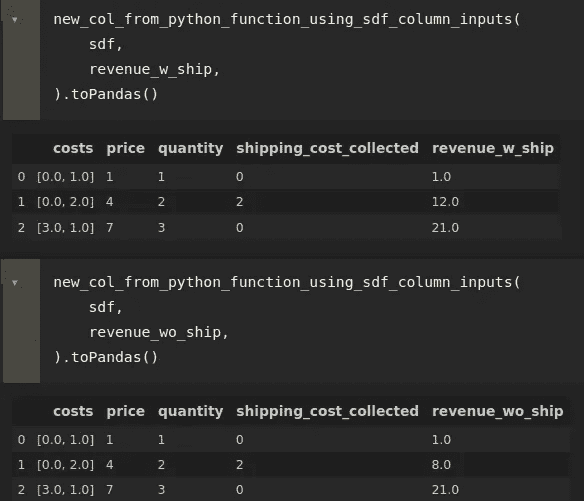 new_col_from_python_function_using_sdf_column_inputs(
sdf,
revenue_w_ship,
).toPandas()
costs price quantity shipping_cost_collected revenue_w_ship
0 [0.0, 1.0] 1 1 0 1.0
1 [0.0, 2.0] 4 2 2 12.0
2 [3.0, 1.0] 7 3 0 21.0
new_col_from_python_function_using_sdf_column_inputs(
sdf,
revenue_wo_ship,
).toPandas()
costs price quantity shipping_cost_collected revenue_wo_ship
0 [0.0, 1.0] 1 1 0 1.0
1 [0.0, 2.0] 4 2 2 8.0
2 [3.0, 1.0] 7 3 0 21.0